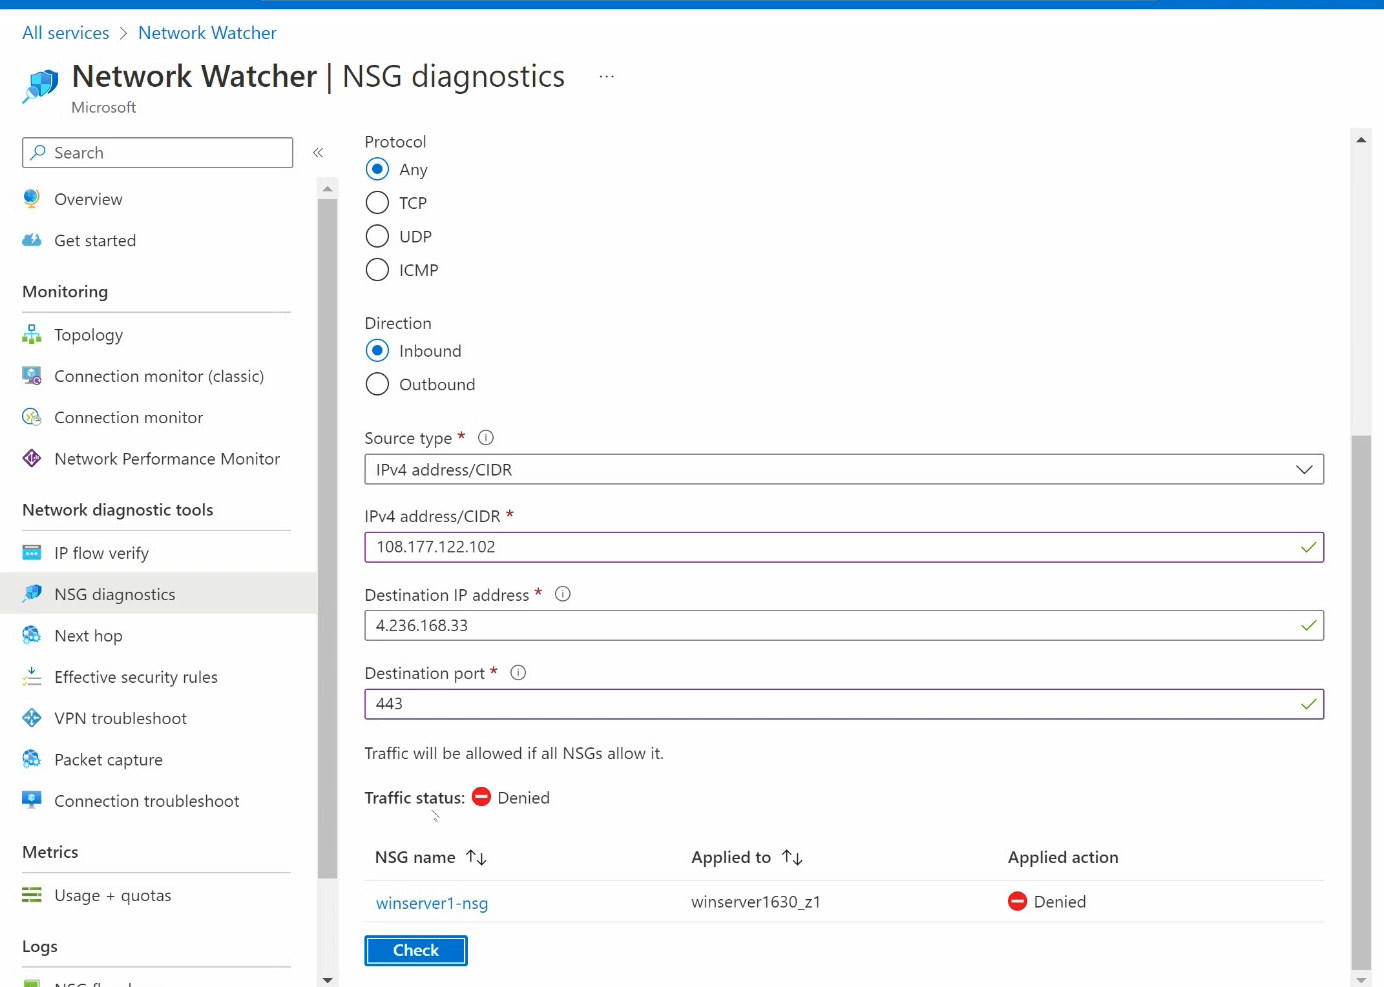 All services > Network Watcher
Network Watcher | NSG diagnostics ...
Microsoft
Search
«
Overview
Get started
Monitoring
Topology
Connection monitor (classic)
Connection monitor
Network Performance Monitor
Network diagnostic tools
IP flow verify
NSG diagnostics
Next hop
Effective security rules
VPN troubleshoot
Packet capture
Connection troubleshoot
Metrics
Usage + quotas
Logs
Protocol
Any
TCP
UDP
ICMP
Direction
Inbound
Outbound
Source type *
IPv4 address/CIDR
IPv4 address/CIDR *
108.177.122.102
Destination IP address *
4.236.168.33
Destination port *
443
Traffic will be allowed if all NSGs allow it.
Traffic status: Denied
NSG name ↑↓ Applied to ↑↓ Applied action
winserver1-nsg winserver1630_z1 Denied
Check